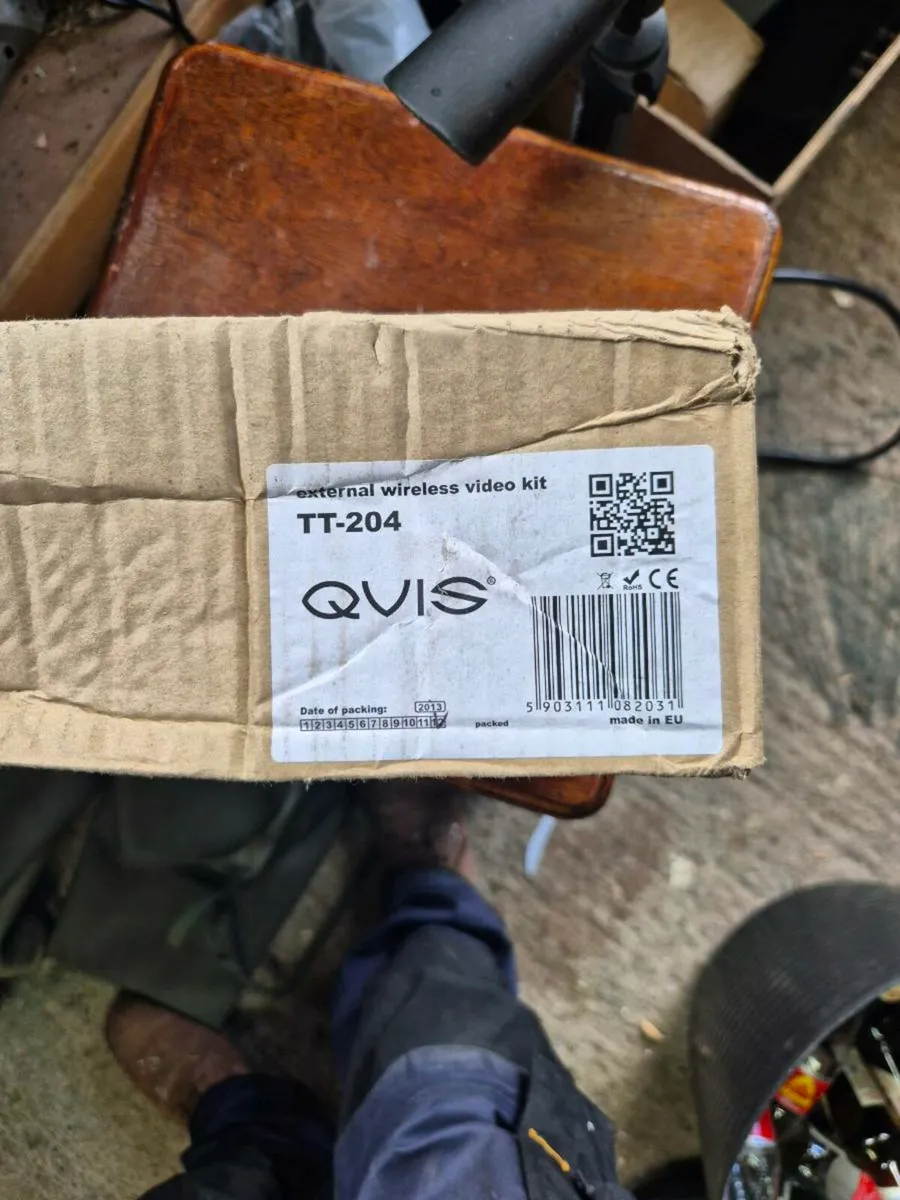 external wireless video kit
TT-204
QVIS®
RoHS CE
5 903111 082031
made in EU
Date of packing: 2013
1 2 3 4 5 6 7 8 9 10 11 12 packed